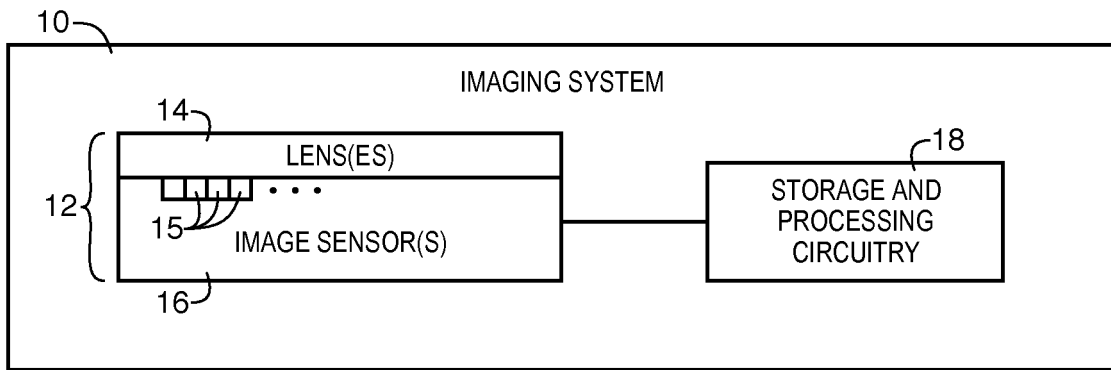 10
IMAGING SYSTEM
14
LENS(ES)
12
15
IMAGE SENSOR(S)
16
18
STORAGE AND
PROCESSING
CIRCUITRY